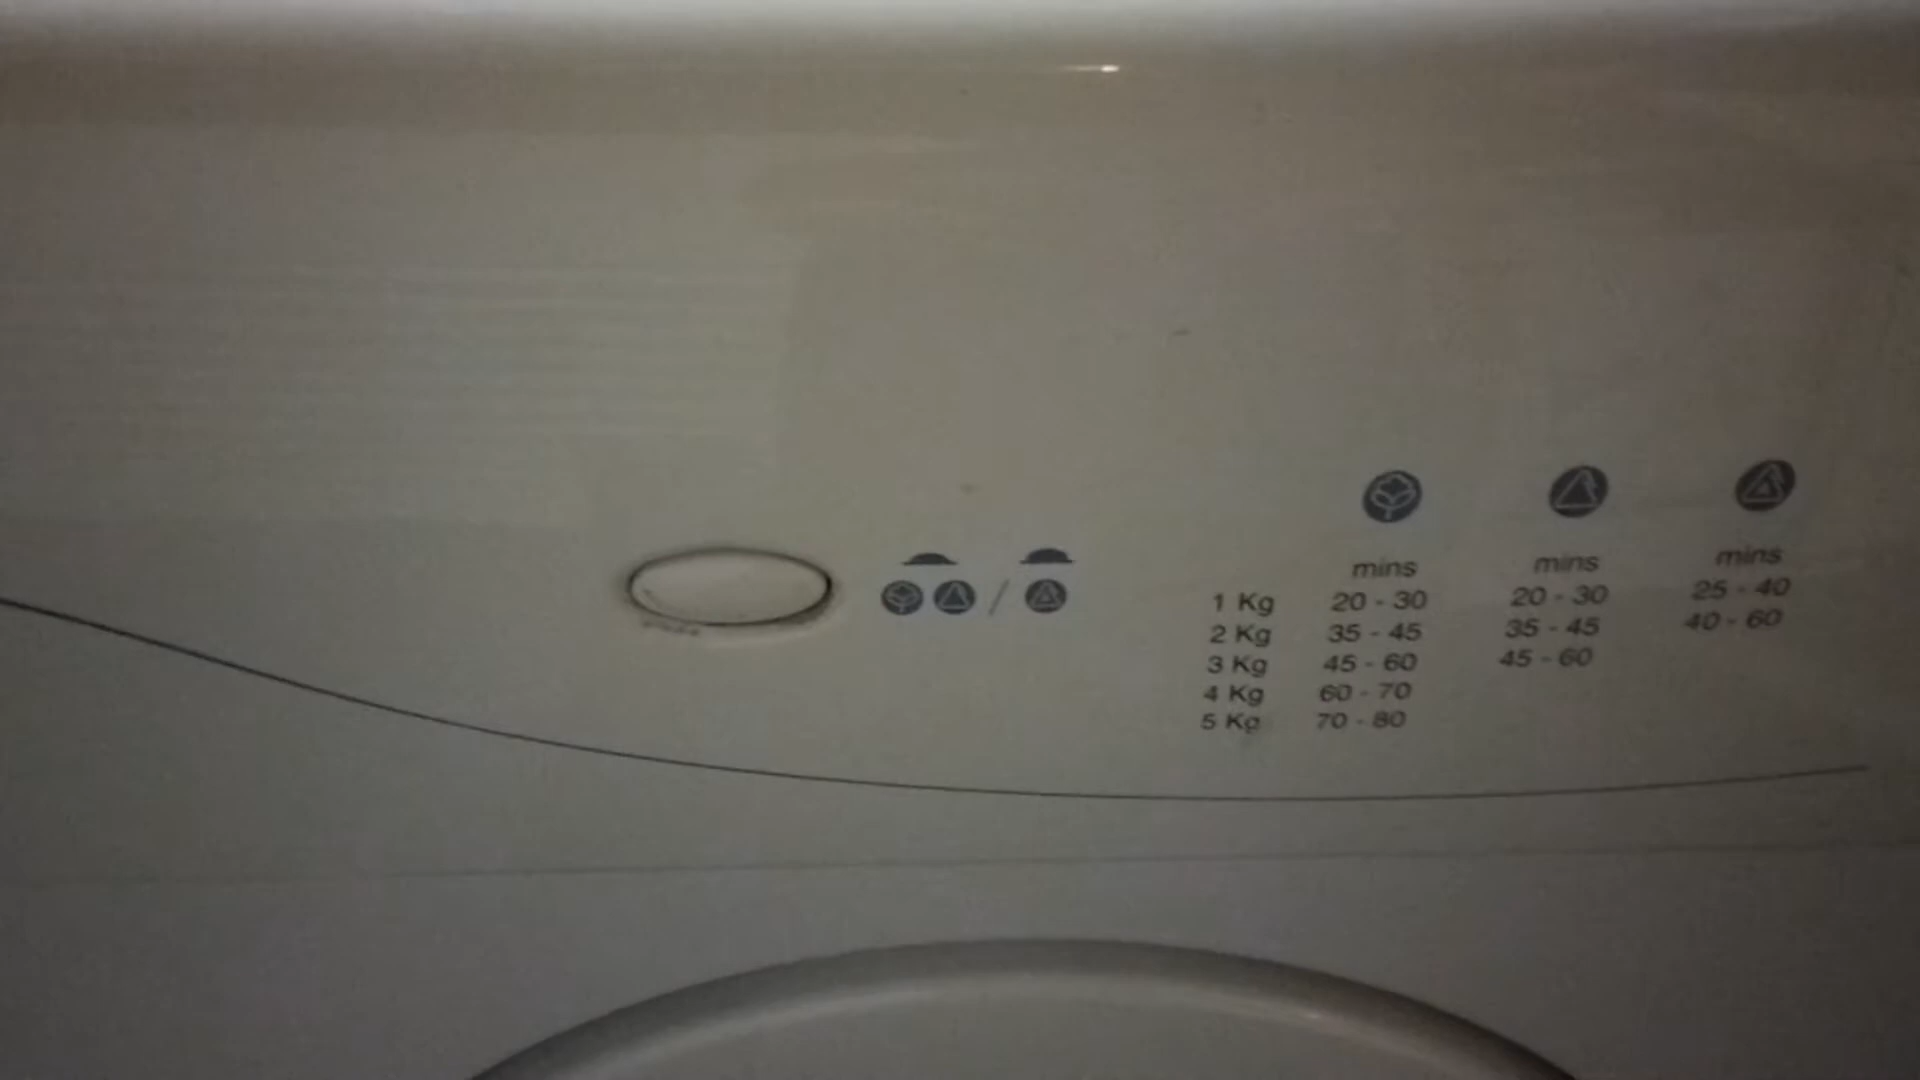 mins mins mins
1 Kg 20 - 30 20 - 30 25 - 40
2 Kg 35 - 45 35 - 45 40 - 60
3 Kg 45 - 60 45 - 60
4 Kg 60 - 70
5 Kg 70 - 80